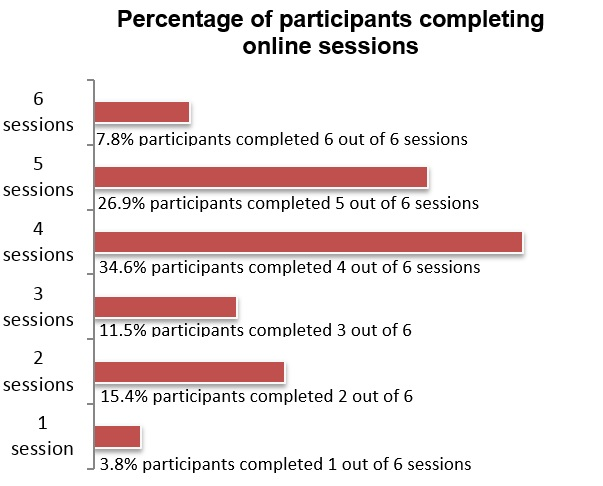 Percentage of participants completing
online sessions
6
sessions
7.8% participants completed 6 out of 6 sessions
5
sessions
26.9% participants completed 5 out of 6 sessions
4
sessions
34.6% participants completed 4 out of 6 sessions
3
sessions
11.5% participants completed 3 out of 6
2
sessions
15.4% participants completed 2 out of 6
1
session
3.8% participants completed 1 out of 6 sessions